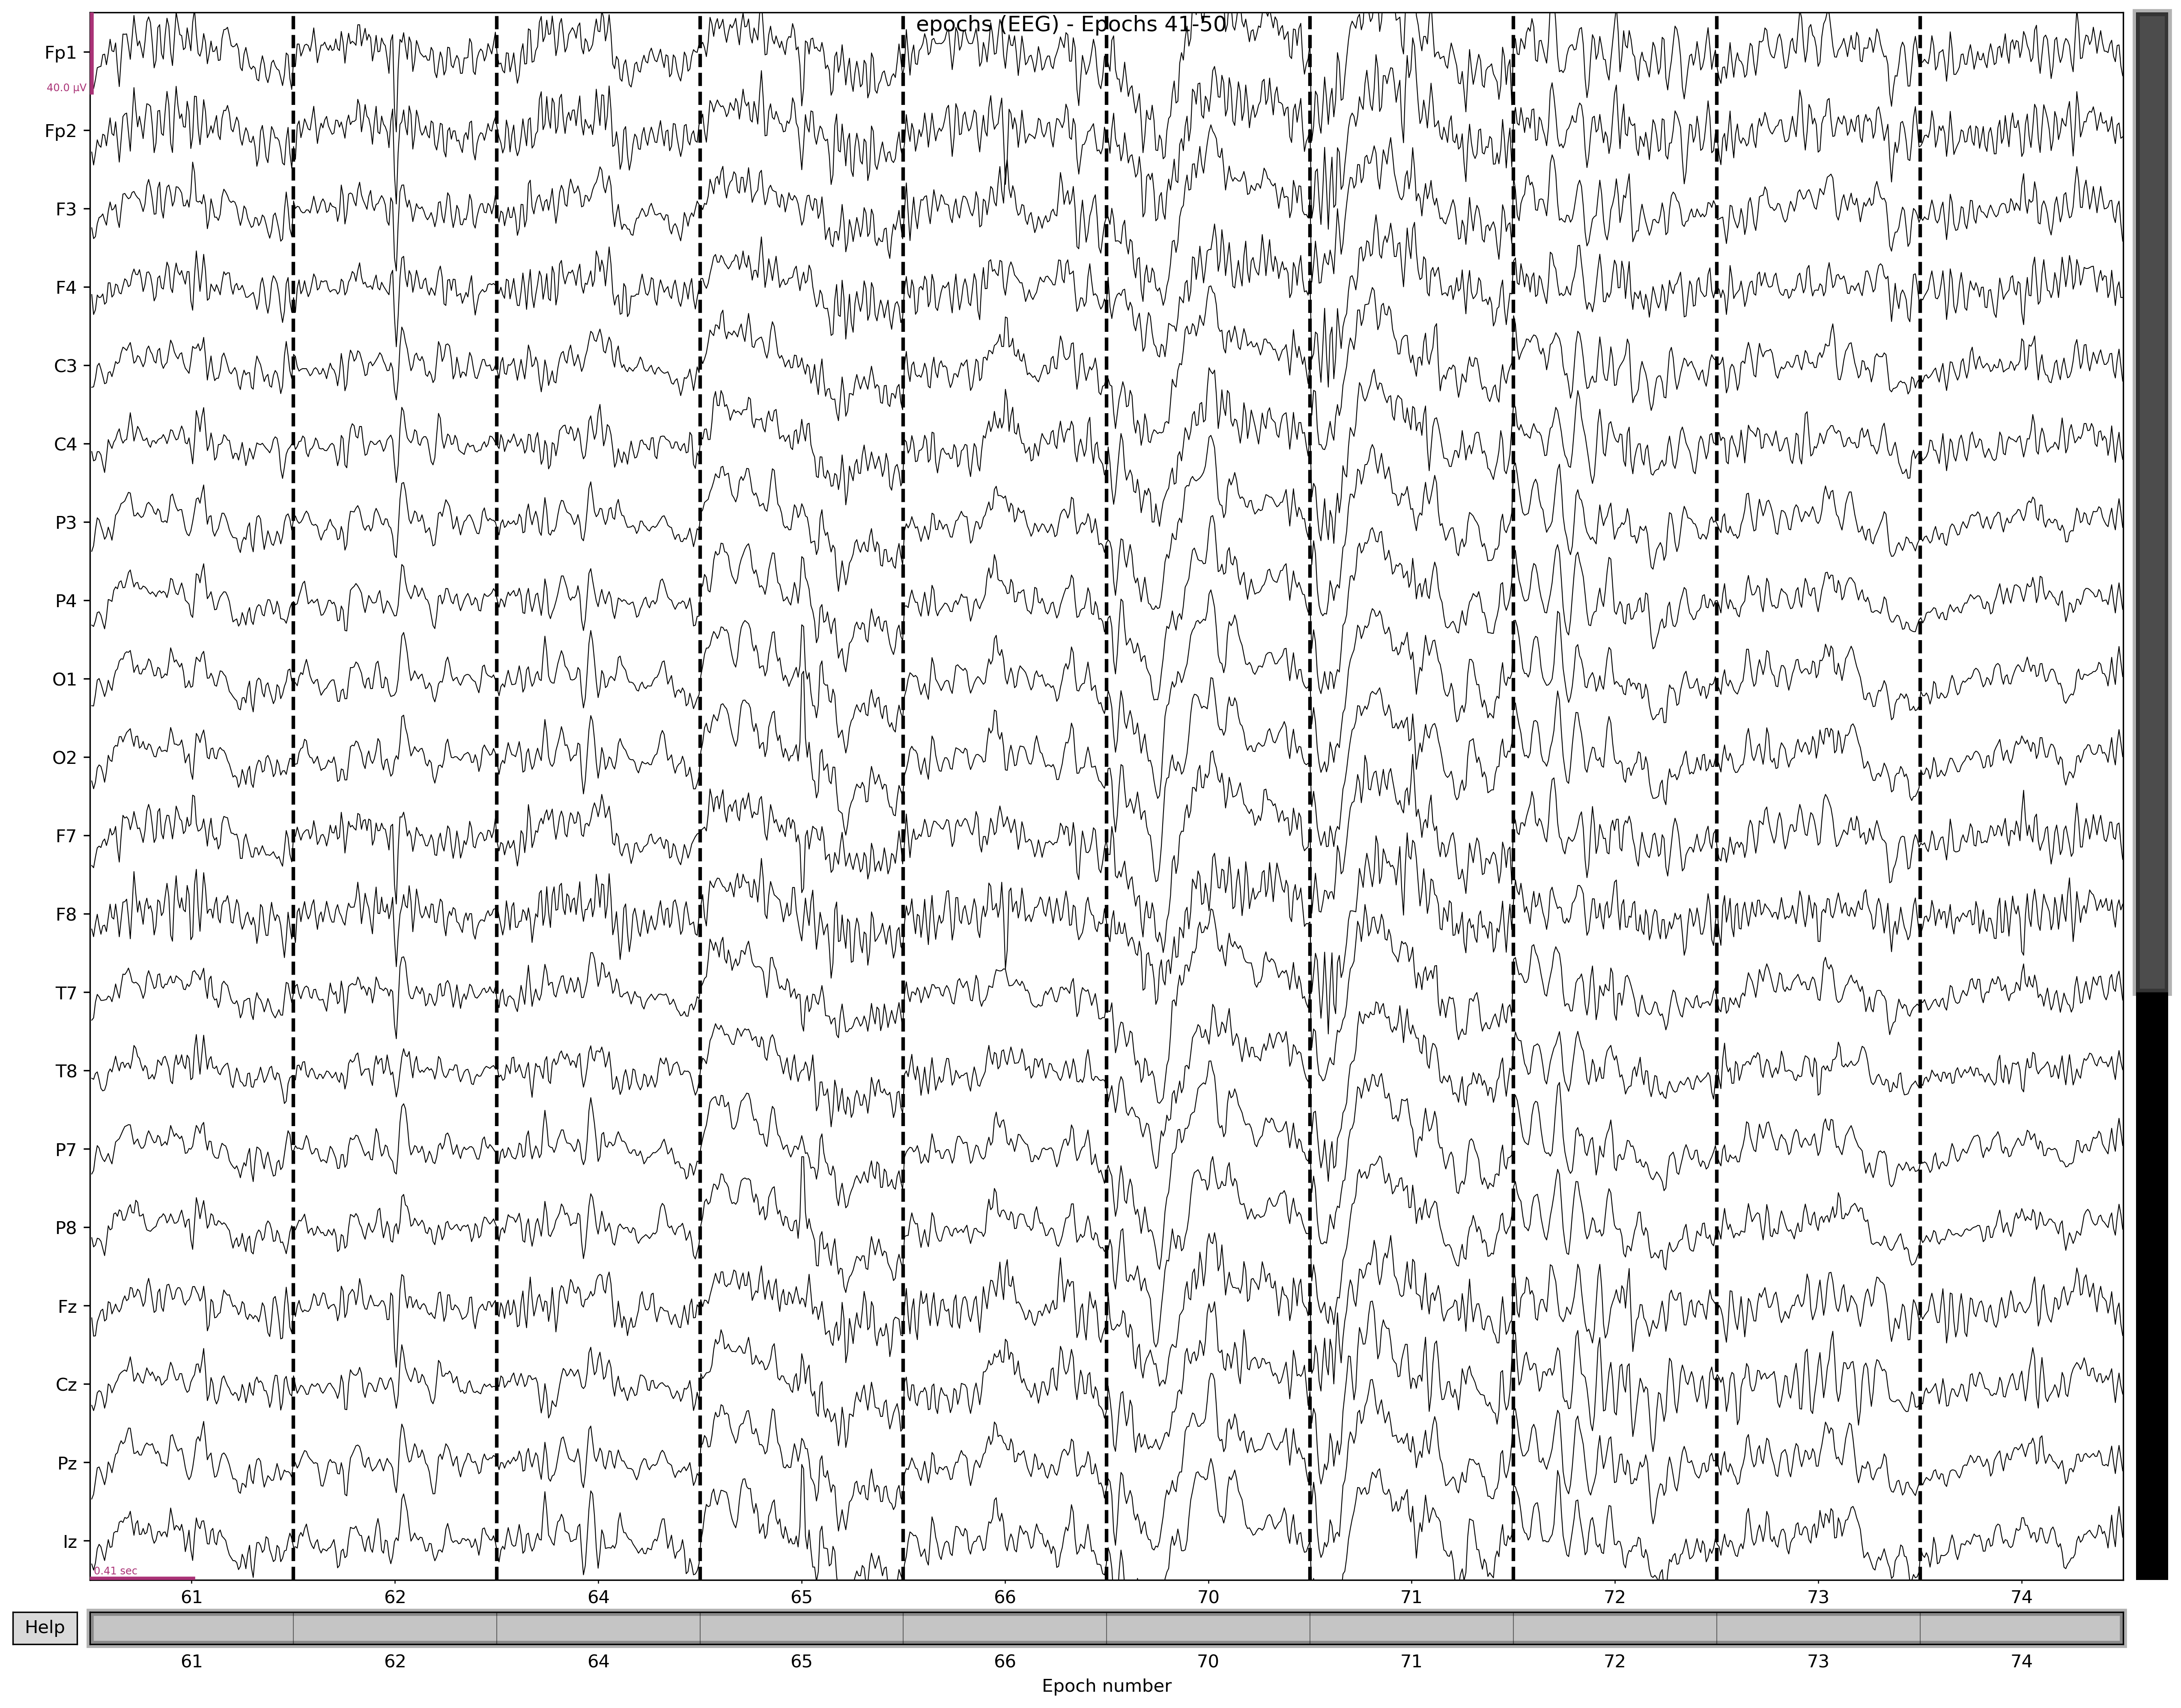 epochs (EEG) - Epochs 41-50
Fp1
40.0 µV
Fp2
F3
F4
C3
C4
P3
P4
O1
O2
F7
F8
T7
T8
P7
P8
Fz
Cz
Pz
Iz
0.41 sec
61 62 64 65 66 70 71 72 73 74
Help
61 62 64 65 66 70 71 72 73 74
Epoch number